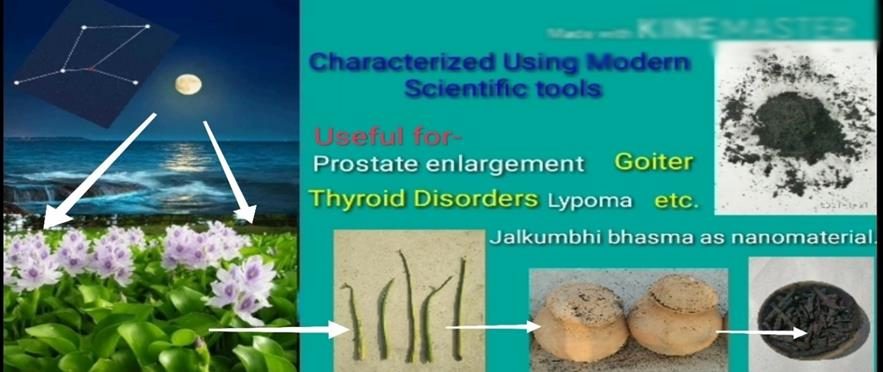 Made with KINEMASTER
Characterized Using Modern
Scientific tools
Useful for-
Prostate enlargement Goiter
Thyroid Disorders Lypoma etc.
Jalkumbhi bhasma as nanomaterial.